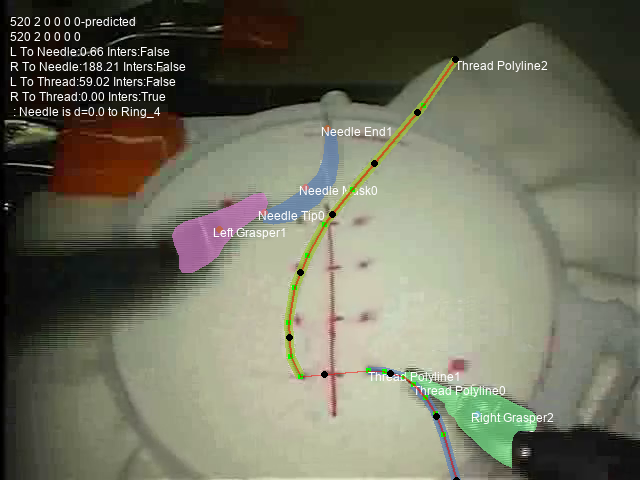 520 2 0 0 0 0-predicted
520 2 0 0 0 0
L To Needle:0.66 Inters:False
R To Needle:188.21 Inters:False
L To Thread:59.02 Inters:False
R To Thread:0.00 Inters:True
: Needle is d=0.0 to Ring_4
Thread Polyline2
Needle End1
Needle Mask0
Needle Tip0
Left Grasper1
Thread Polyline1
Thread Polyline0
Right Grasper2